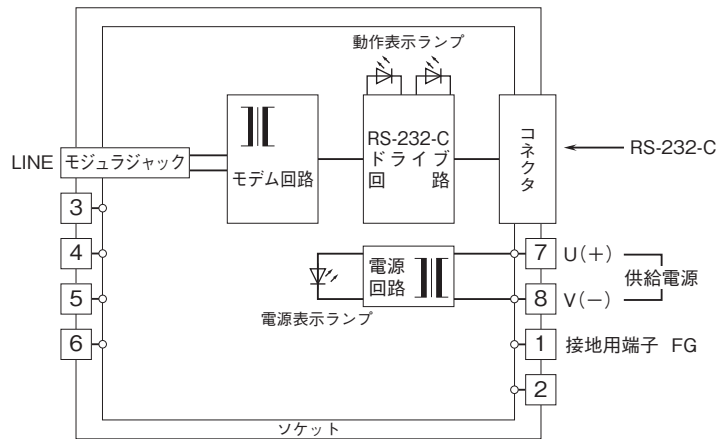 動作表示ランプ
LINE
モジュラジャック
モデム回路
RS-232-C
ドライブ
回路
コネクタ
RS-232-C
3
4
5
6
電源
回路
電源表示ランプ
7 U(+)
供給電源
8 V(−)
1 接地用端子 FG
2
ソケット